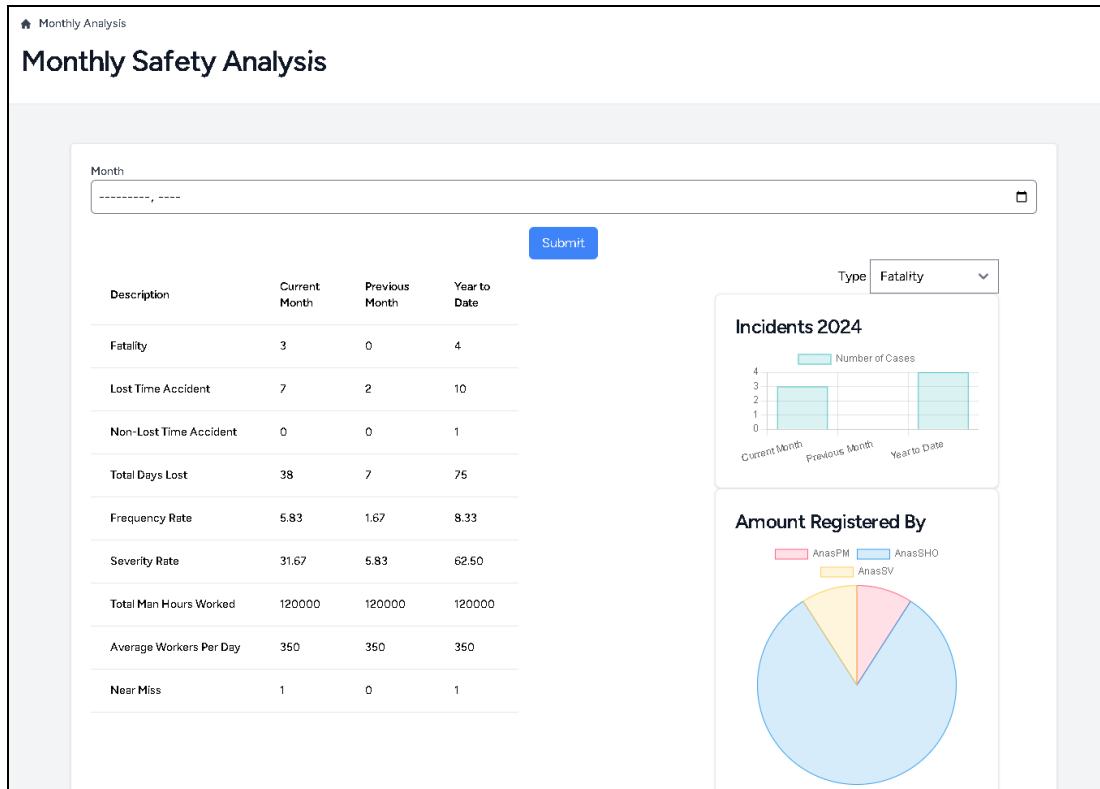 Monthly Analysis
Monthly Safety Analysis
Month
---------, ----
Submit
Type Fatality
Description Current Month Previous Month Year to Date
Fatality 3 0 4
Lost Time Accident 7 2 10
Non-Lost Time Accident 0 0 1
Total Days Lost 38 7 75
Frequency Rate 5.83 1.67 8.33
Severity Rate 31.67 5.83 62.50
Total Man Hours Worked 120000 120000 120000
Average Workers Per Day 350 350 350
Near Miss 1 0 1
Incidents 2024
Number of Cases
4
3
2
1
0
Current Month Previous Month Year to Date
Amount Registered By
AnasPM AnasSHO
AnasSV